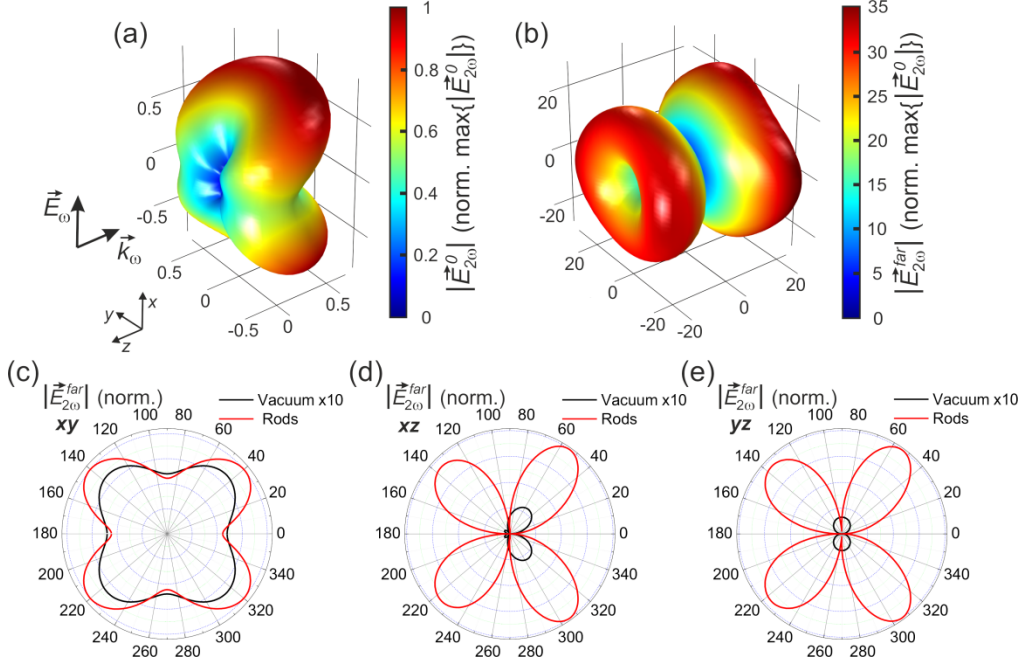 (a)
0.5
0
-0.5
0.5
0
-0.5
0
0.5
1
0.8
0.6
0.4
0.2
0
|E⃗⁰₂ω| (norm. max{|E⃗⁰₂ω|})
E⃗ω
k⃗ω
x
y
z
(b)
20
0
-20
20
0
-20
-20
0
20
35
30
25
20
15
10
5
0
|E⃗ᶠᵃʳ₂ω| (norm. max{|E⃗⁰₂ω|})
(c)
|E⃗ᶠᵃʳ₂ω| (norm.)
xy
Vacuum x10
Rods
100 80
120 60
140 40
160 20
180 0
200 340
220 320
240 300
260 280
(d)
|E⃗ᶠᵃʳ₂ω| (norm.)
xz
Vacuum x10
Rods
100 80
120 60
140 40
160 20
180 0
200 340
220 320
240 300
260 280
(e)
|E⃗ᶠᵃʳ₂ω| (norm.)
yz
Vacuum x10
Rods
100 80
120 60
140 40
160 20
180 0
200 340
220 320
240 300
260 280